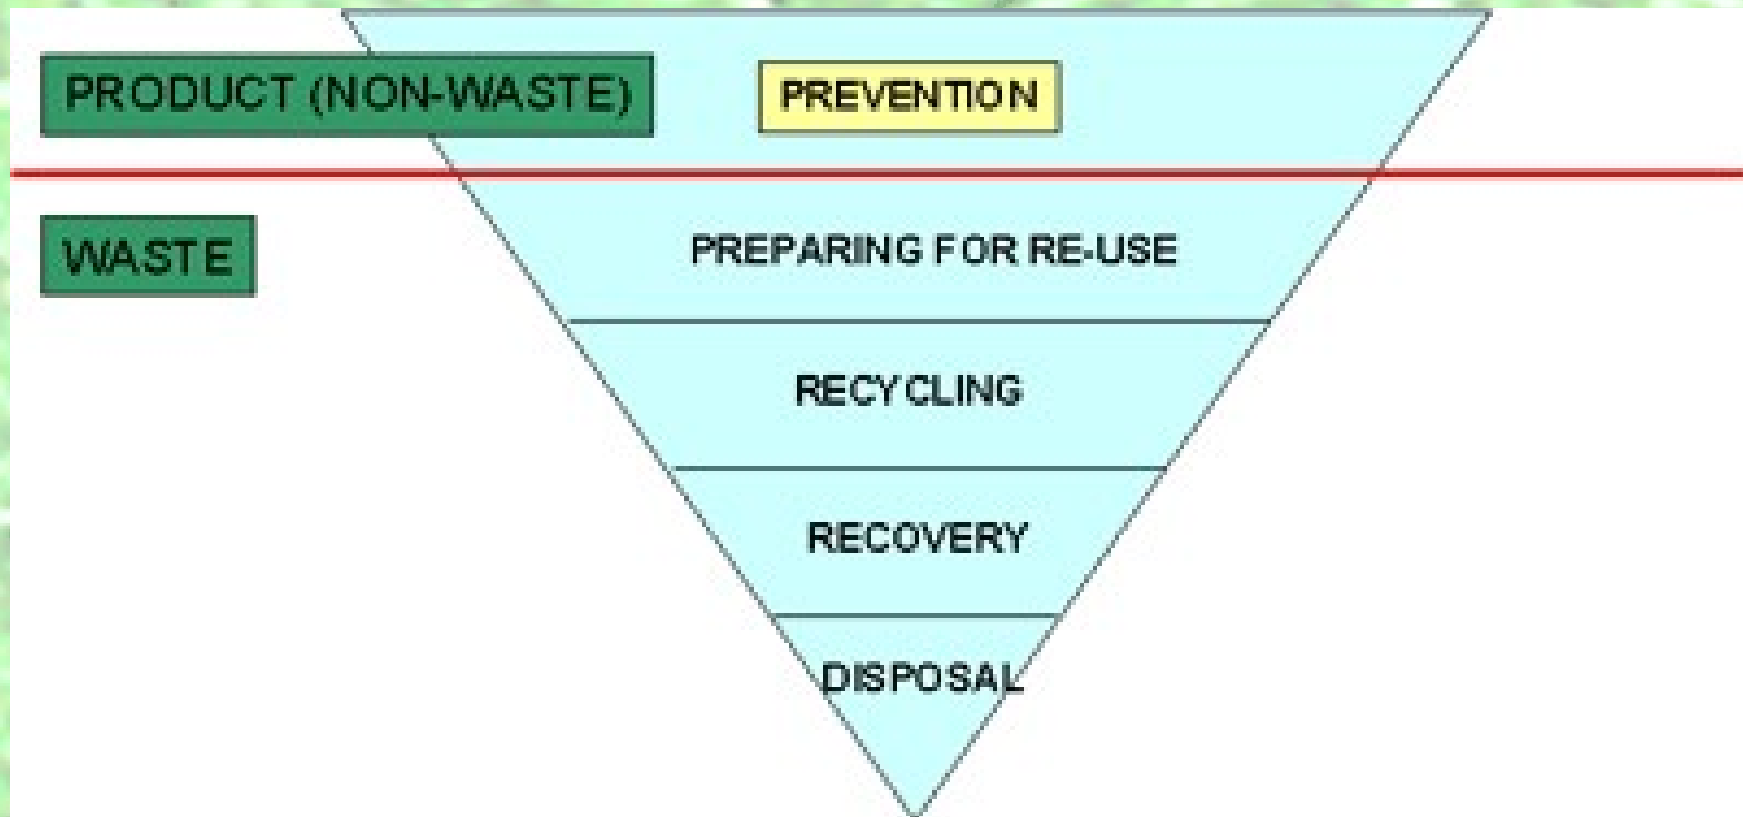 PRODUCT (NON-WASTE)
PREVENTION
WASTE
PREPARING FOR RE-USE
RECYCLING
RECOVERY
DISPOSAL